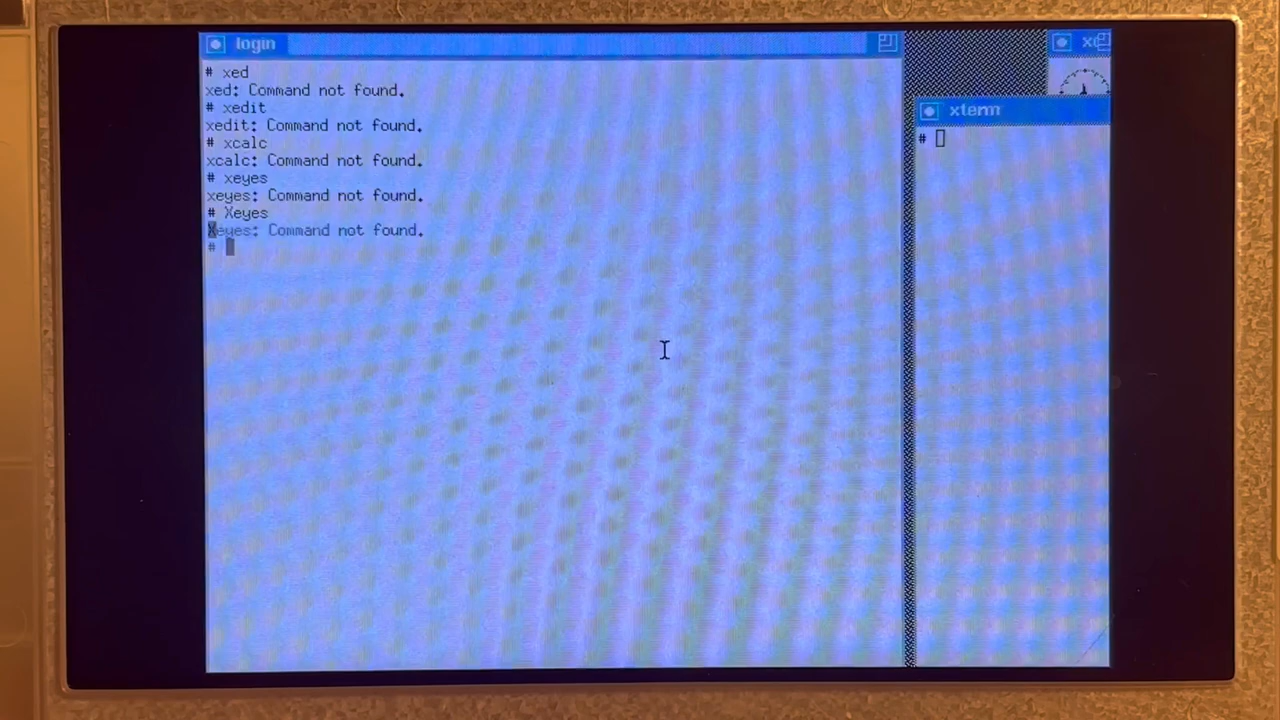 login
# xed
xed: Command not found.
# xedit
xedit: Command not found.
# xcalc
xcalc: Command not found.
# xeyes
xeyes: Command not found.
# Xeyes
Xeyes: Command not found.
#
xterm
#